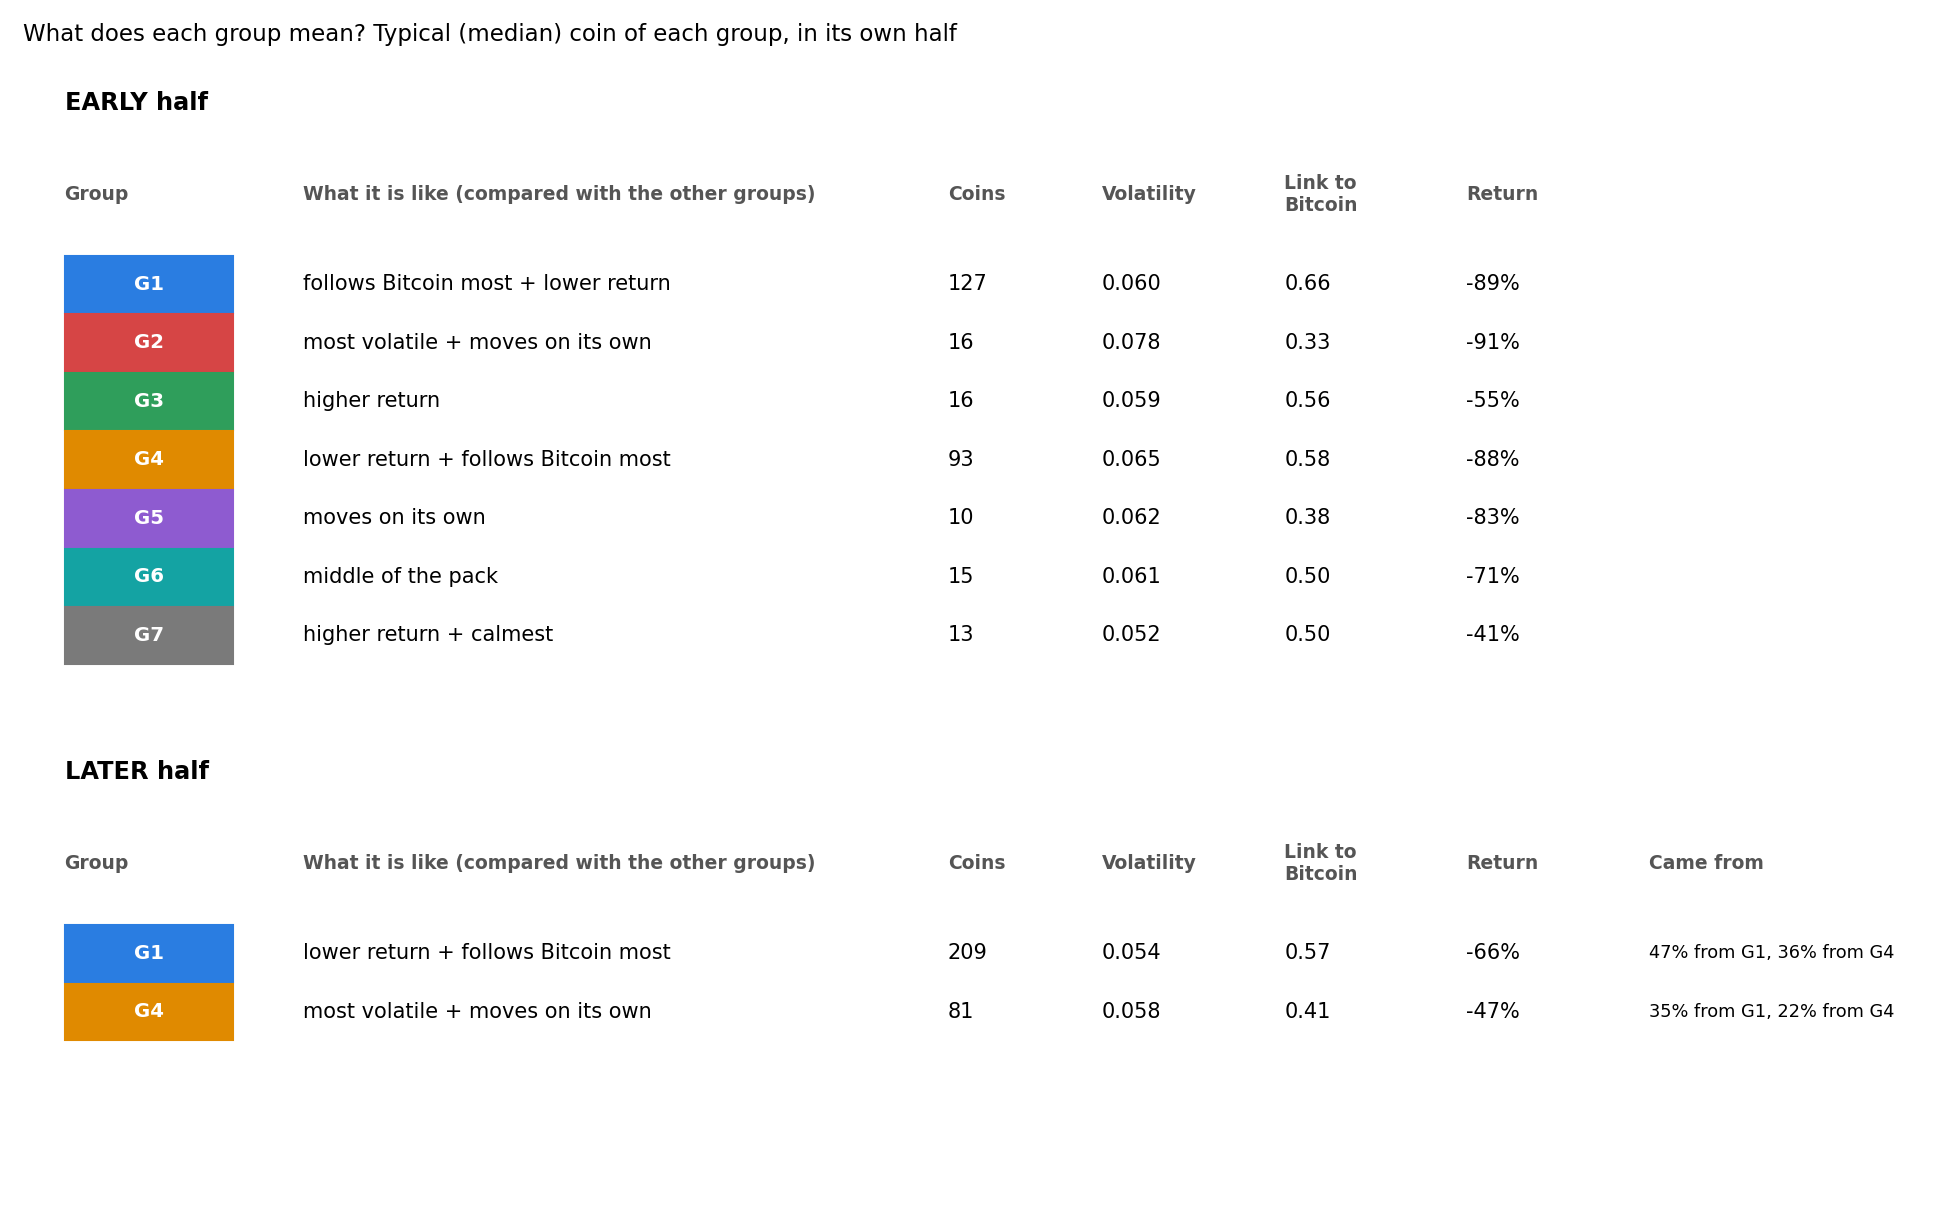 What does each group mean? Typical (median) coin of each group, in its own half
EARLY half
Group What it is like (compared with the other groups) Coins Volatility Link to Bitcoin Return
G1 follows Bitcoin most + lower return 127 0.060 0.66 -89%
G2 most volatile + moves on its own 16 0.078 0.33 -91%
G3 higher return 16 0.059 0.56 -55%
G4 lower return + follows Bitcoin most 93 0.065 0.58 -88%
G5 moves on its own 10 0.062 0.38 -83%
G6 middle of the pack 15 0.061 0.50 -71%
G7 higher return + calmest 13 0.052 0.50 -41%
LATER half
Group What it is like (compared with the other groups) Coins Volatility Link to Bitcoin Return Came from
G1 lower return + follows Bitcoin most 209 0.054 0.57 -66% 47% from G1, 36% from G4
G4 most volatile + moves on its own 81 0.058 0.41 -47% 35% from G1, 22% from G4